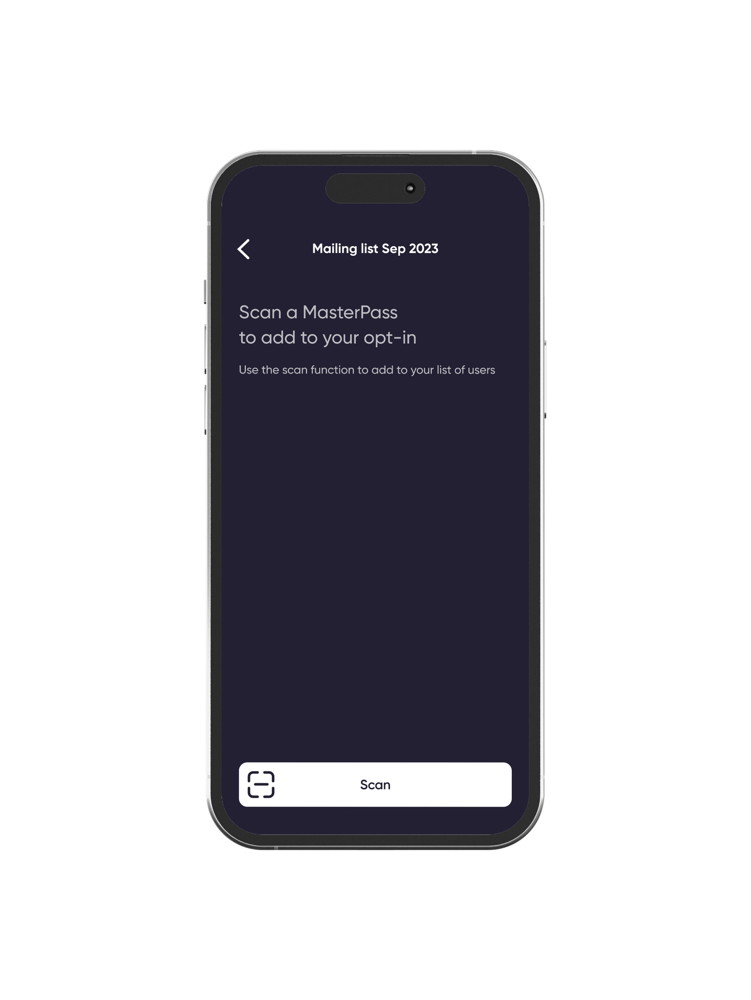 Mailing list Sep 2023
Scan a MasterPass
to add to your opt-in
Use the scan function to add to your list of users
Scan